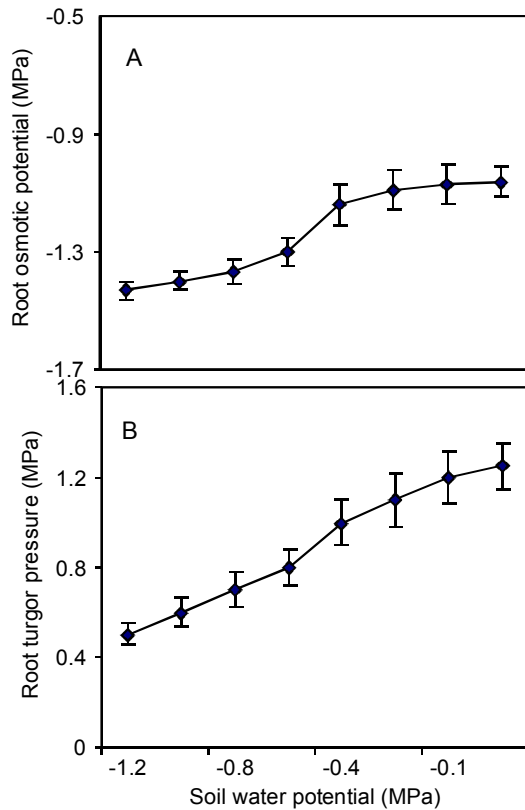 -0.5
A
-0.9
-1.3
-1.7
Root osmotic potential (MPa)
1.6
B
1.2
0.8
0.4
0
Root turgor pressure (MPa)
-1.2 -0.8 -0.4 -0.1
Soil water potential (MPa)